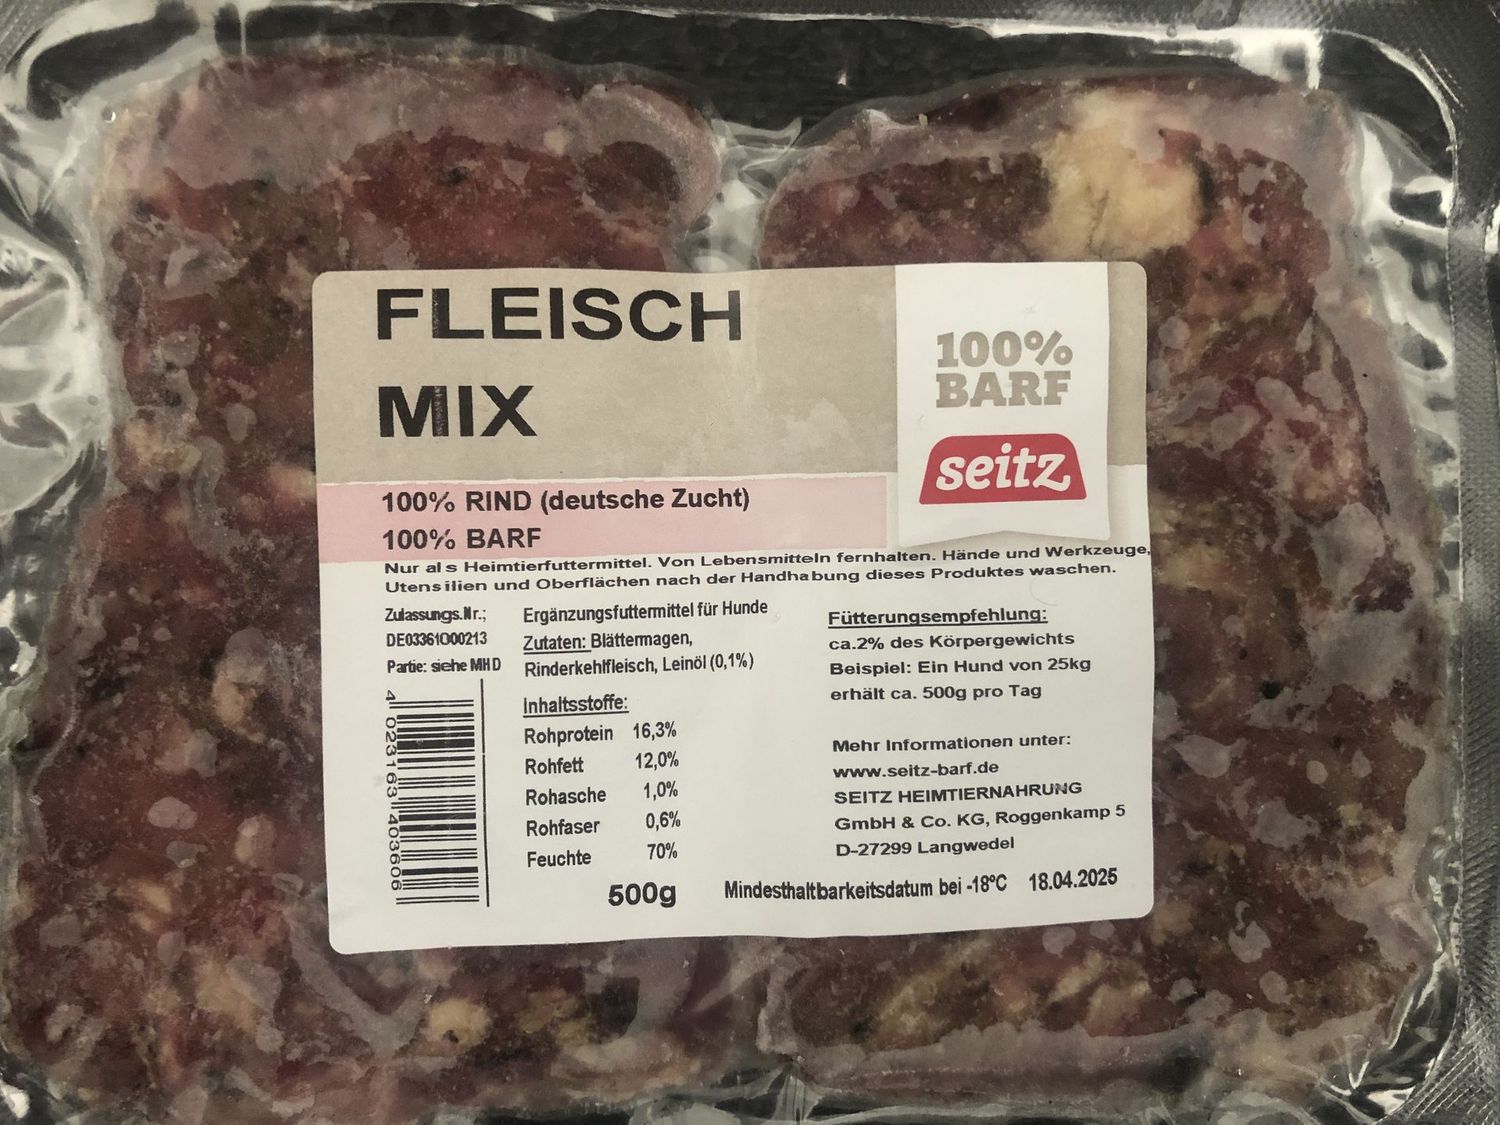 FLEISCH
MIX
100% BARF
seitz
100% RIND (deutsche Zucht)
100% BARF
Nur als Heimtierfuttermittel. Von Lebensmitteln fernhalten. Hände und Werkzeuge,
Utensilien und Oberflächen nach der Handhabung dieses Produktes waschen.
Zulassungs.Nr.;
DE03361000213
Partie: siehe MHD
4 023163 403606
Ergänzungsfuttermittel für Hunde
Zutaten: Blättermagen,
Rinderkehlfleisch, Leinöl (0,1%)
Inhaltsstoffe:
Rohprotein 16,3%
Rohfett 12,0%
Rohasche 1,0%
Rohfaser 0,6%
Feuchte 70%
500g
Fütterungsempfehlung:
ca.2% des Körpergewichts
Beispiel: Ein Hund von 25kg
erhält ca. 500g pro Tag
Mehr Informationen unter:
www.seitz-barf.de
SEITZ HEIMTIERNAHRUNG
GmbH & Co. KG, Roggenkamp 5
D-27299 Langwedel
Mindesthaltbarkeitsdatum bei -18°C 18.04.2025